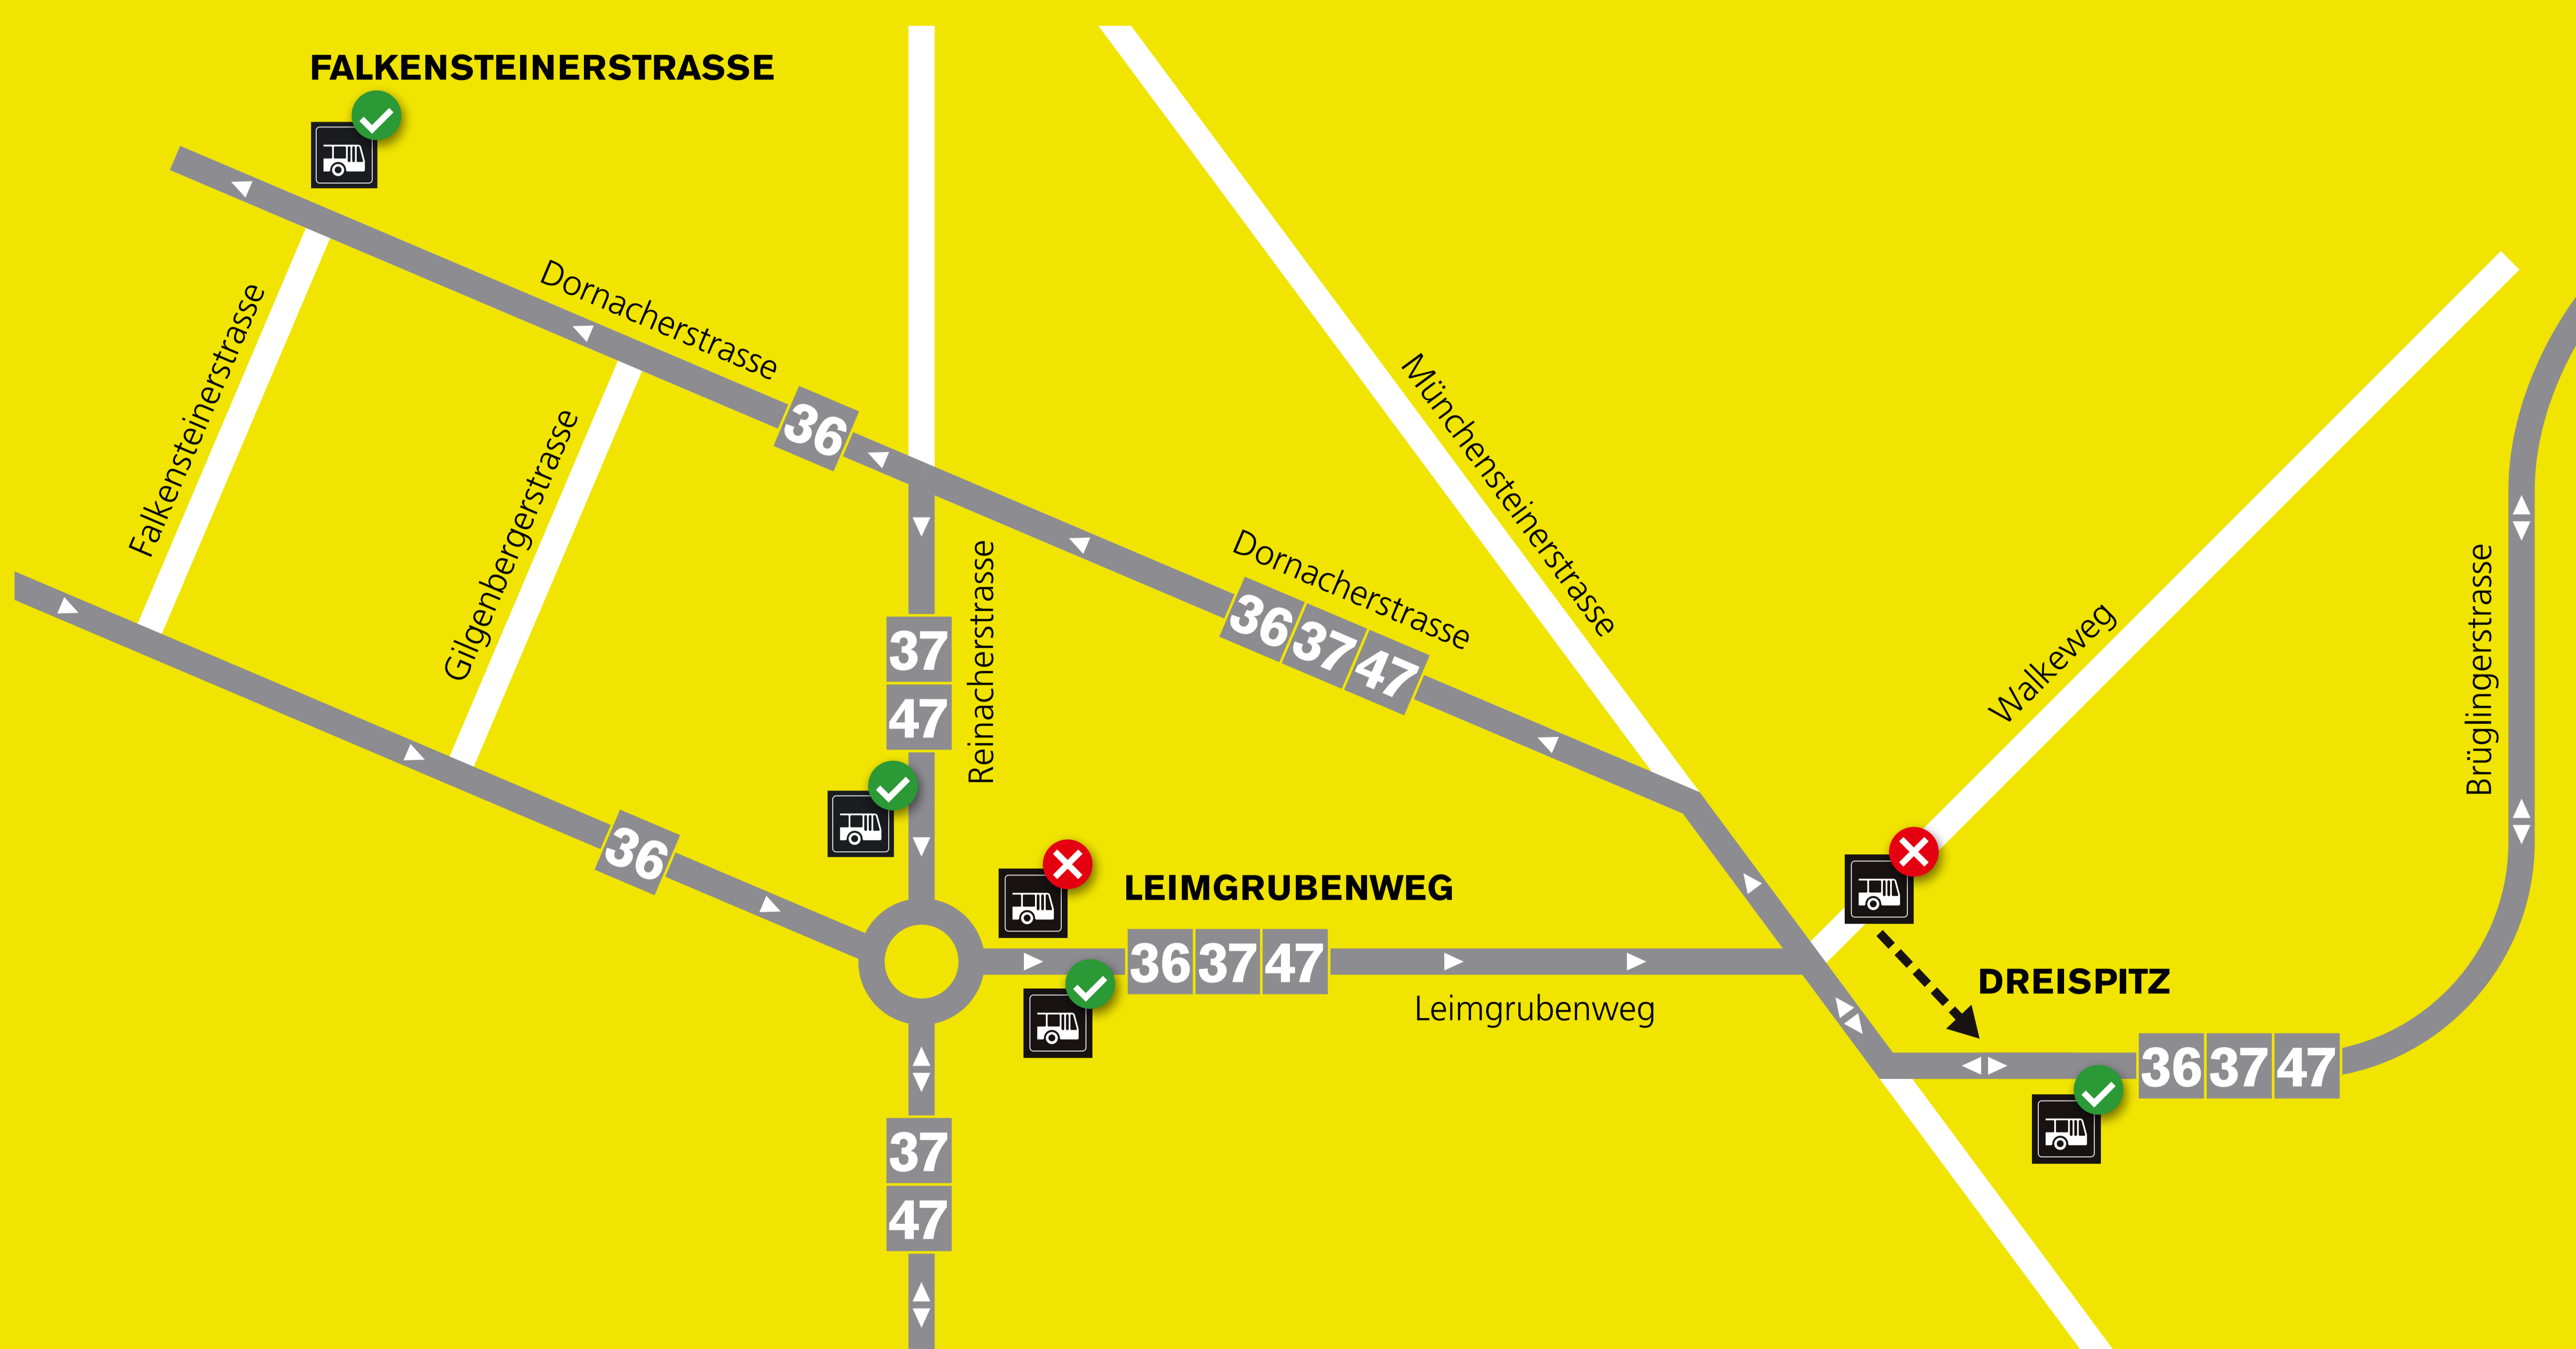 FALKENSTEINERSTRASSE
Dornacherstrasse
Falkensteinerstrasse
Gilgenbergerstrasse
36
Münchensteinerstrasse
Dornacherstrasse
36 37 47
Reinacherstrasse
37
47
Walkeweg
Brüglingerstrasse
36
LEIMGRUBENWEG
36 37 47
Leimgrubenweg
DREISPITZ
36 37 47
37
47